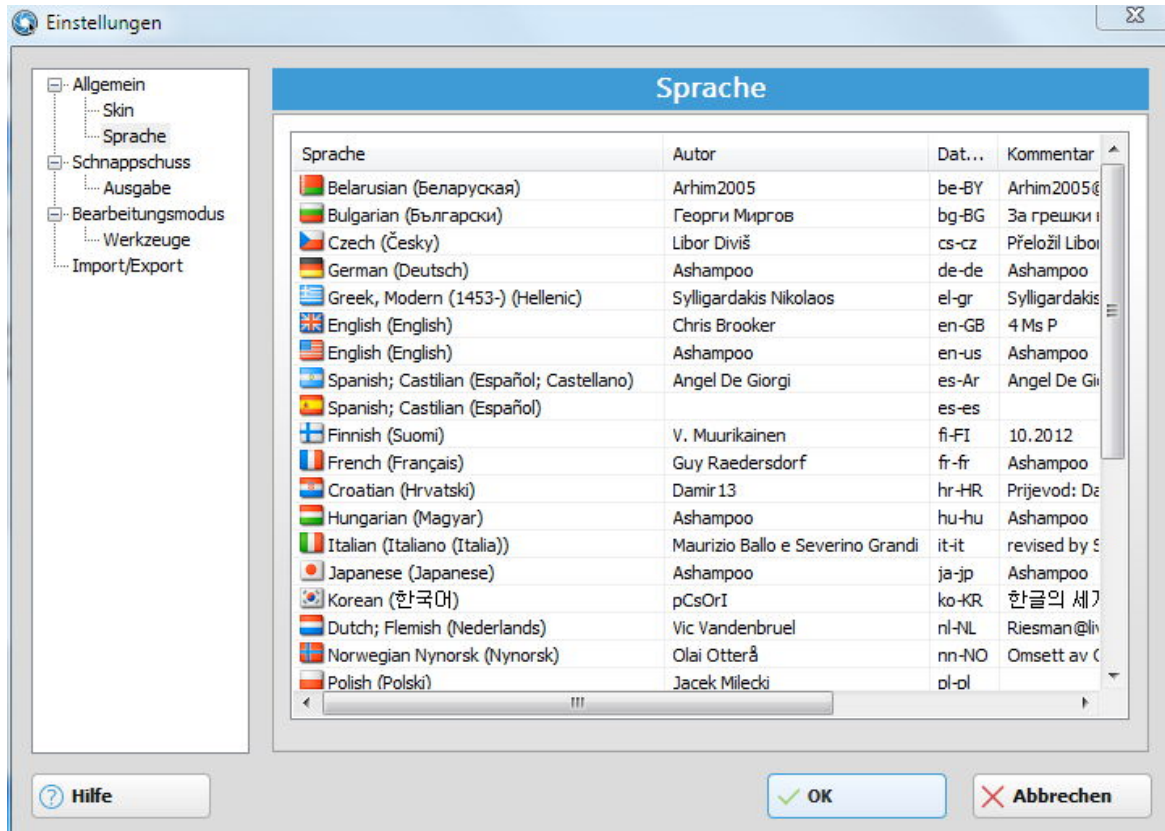 Einstellungen
Allgemein
Skin
Sprache
Schnappschuss
Ausgabe
Bearbeitungsmodus
Werkzeuge
Import/Export
Sprache
Sprache Autor Dat... Kommentar
Belarusian (Беларуская) Arhim2005 be-BY Arhim2005@
Bulgarian (Български) Георги Миргов bg-BG За грешки
Czech (Česky) Libor Diviš cs-cz Přeložil Libor
German (Deutsch) Ashampoo de-de Ashampoo
Greek, Modern (1453-) (Hellenic) Sylligardakis Nikolaos el-gr Sylligardakis
English (English) Chris Brooker en-GB 4 Ms P
English (English) Ashampoo en-us Ashampoo
Spanish; Castilian (Español; Castellano) Angel De Giorgi es-Ar Angel De Gi
Spanish; Castilian (Español) es-es
Finnish (Suomi) V. Muurikainen fi-FI 10.2012
French (Français) Guy Raedersdorf fr-fr Ashampoo
Croatian (Hrvatski) Damir13 hr-HR Prijevod: Da
Hungarian (Magyar) Ashampoo hu-hu Ashampoo
Italian (Italiano (Italia)) Maurizio Ballo e Severino Grandi it-it revised by S
Japanese (Japanese) Ashampoo ja-jp Ashampoo
Korean (한국어) pCsOrI ko-KR 한글의 세
Dutch; Flemish (Nederlands) Vic Vandenbruel nl-NL Riesman@li
Norwegian Nynorsk (Nynorsk) Olai Otterå nn-NO Omsett av
Polish (Polski) Jacek Milecki pl-pl
Hilfe
OK
Abbrechen